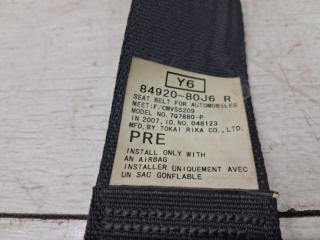 Y6
84920-80J6 R
SEAT BELT FOR AUTOMOBILES
MEET:F/CMVSS209
MODEL NO. 7Q7880-P
IN 2007, ID.NO. 048123
MFD.BY TOKAI RIKA CO.,LTD.
PRE
INSTALL ONLY WITH
AN AIRBAG
INSTALLER UNIQUEMENT AVEC
UN SAC GONFLABLE